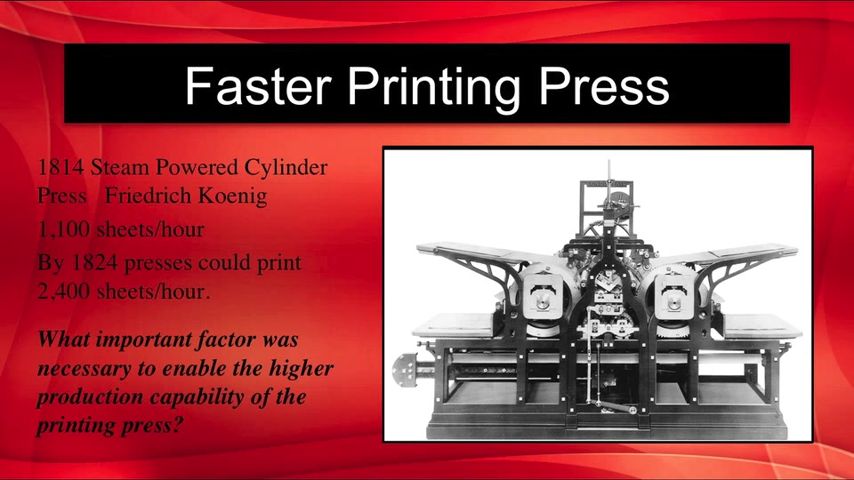 Faster Printing Press
1814 Steam Powered Cylinder
Press   Friedrich Koenig
1,100 sheets/hour
By 1824 presses could print
2,400 sheets/hour.
What important factor was
necessary to enable the higher
production capability of the
printing press?